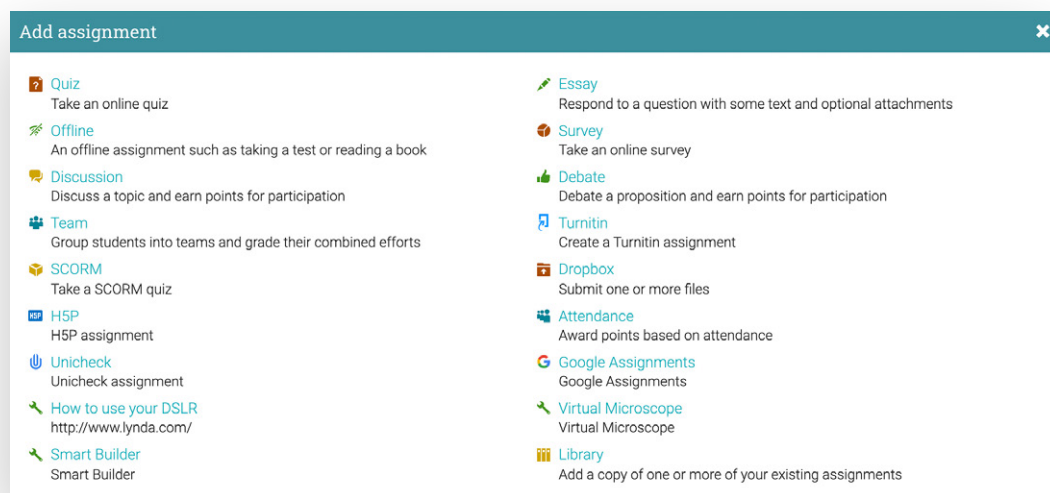 Add assignment
Quiz
Take an online quiz
Offline
An offline assignment such as taking a test or reading a book
Discussion
Discuss a topic and earn points for participation
Team
Group students into teams and grade their combined efforts
SCORM
Take a SCORM quiz
H5P
H5P
H5P assignment
Unicheck
Unicheck assignment
How to use your DSLR
http://www.lynda.com/
Smart Builder
Smart Builder
Essay
Respond to a question with some text and optional attachments
Survey
Take an online survey
Debate
Debate a proposition and earn points for participation
Turnitin
Create a Turnitin assignment
Dropbox
Submit one or more files
Attendance
Award points based on attendance
Google Assignments
Google Assignments
Virtual Microscope
Virtual Microscope
Library
Add a copy of one or more of your existing assignments